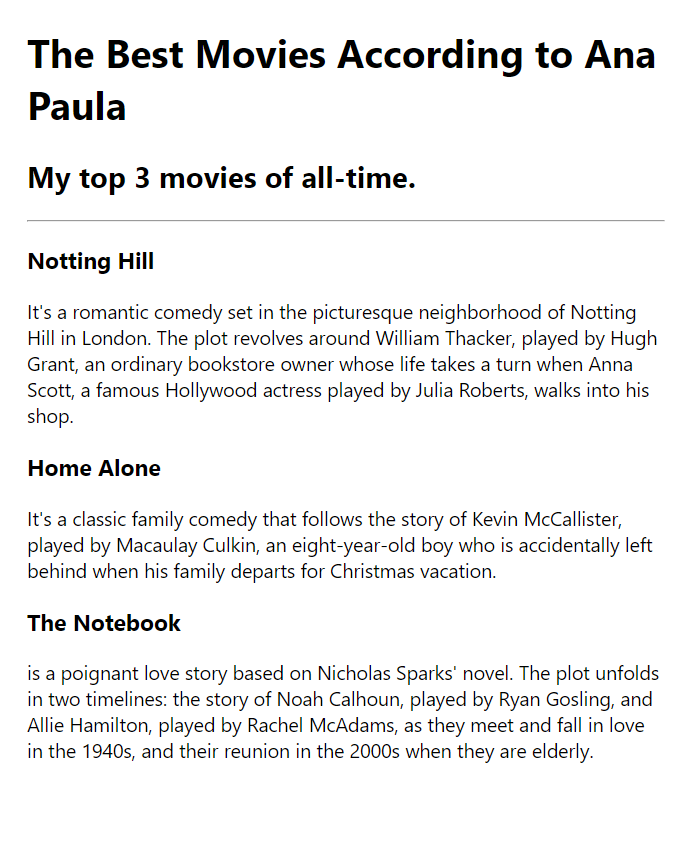 The Best Movies According to Ana
Paula
My top 3 movies of all-time.
Notting Hill
It's a romantic comedy set in the picturesque neighborhood of Notting
Hill in London. The plot revolves around William Thacker, played by Hugh
Grant, an ordinary bookstore owner whose life takes a turn when Anna
Scott, a famous Hollywood actress played by Julia Roberts, walks into his
shop.
Home Alone
It's a classic family comedy that follows the story of Kevin McCallister,
played by Macaulay Culkin, an eight-year-old boy who is accidentally left
behind when his family departs for Christmas vacation.
The Notebook
is a poignant love story based on Nicholas Sparks' novel. The plot unfolds
in two timelines: the story of Noah Calhoun, played by Ryan Gosling, and
Allie Hamilton, played by Rachel McAdams, as they meet and fall in love
in the 1940s, and their reunion in the 2000s when they are elderly.